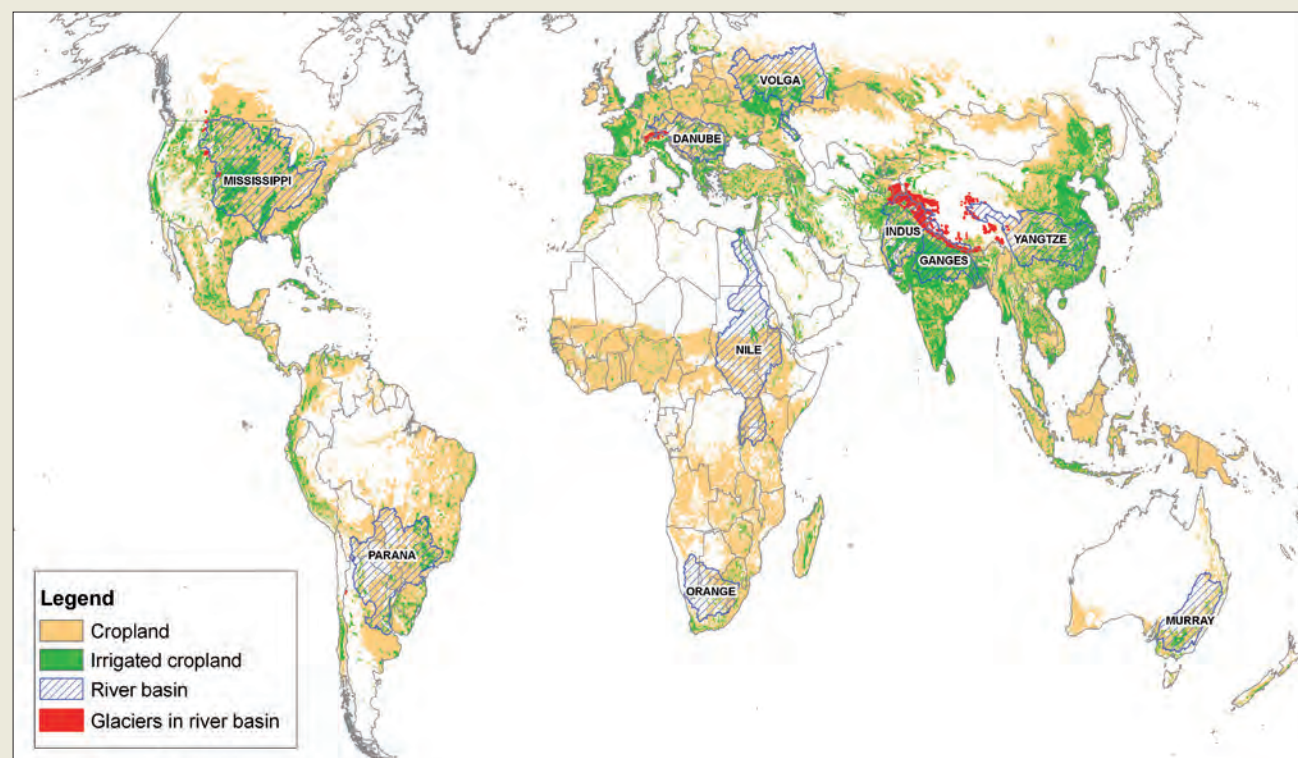 VOLGA
DANUBE
MISSISSIPPI
INDUS
YANGTZE
GANGES
NILE
PARANA
ORANGE
MURRAY
Legend
Cropland
Irrigated cropland
River basin
Glaciers in river basin